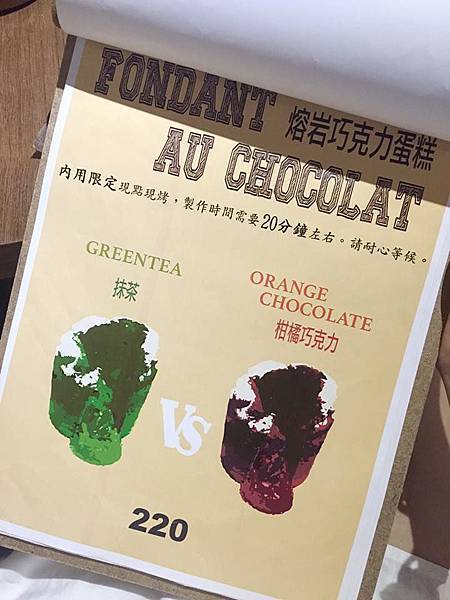 FONDANT 熔岩巧克力蛋糕
AU CHOCOLAT
內用限定現點現烤，製作時間需要20分鐘左右。請耐心等候。
GREENTEA
抹茶
ORANGE
CHOCOLATE
柑橘巧克力
VS
220